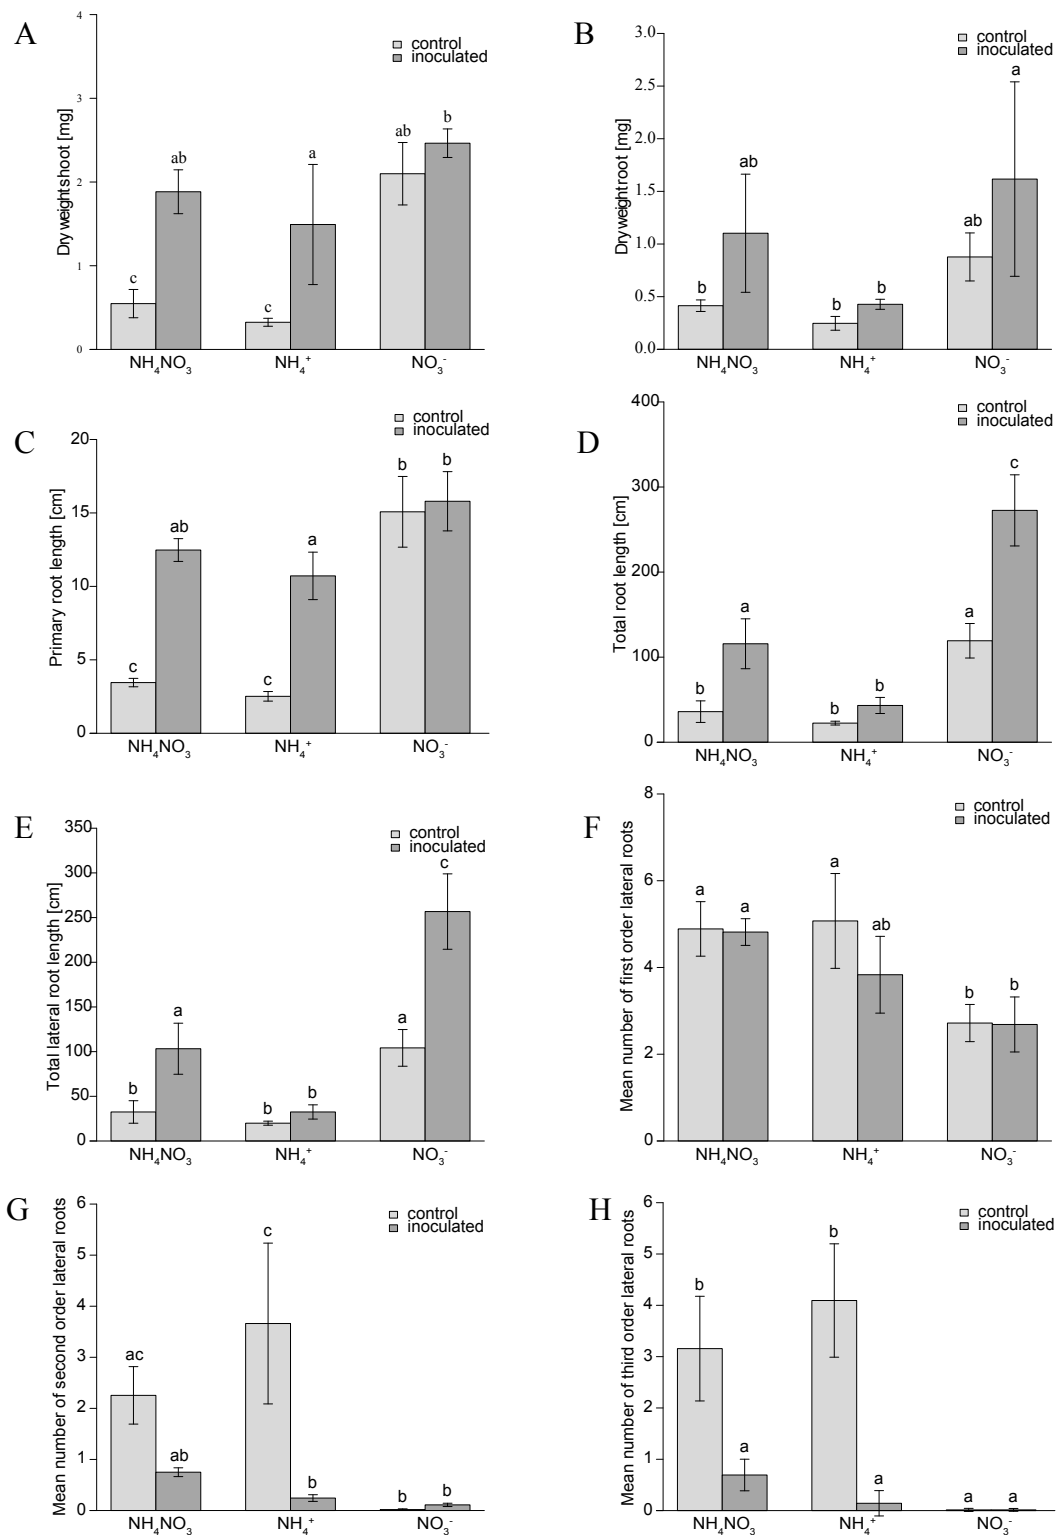 A
control
inoculated
Dry weight shoot [mg]
4
3
2
1
0
c
ab
c
a
ab
b
NH₄NO₃
NH₄⁺
NO₃⁻
B
control
inoculated
Dry weight root [mg]
3.0
2.5
2.0
1.5
1.0
0.5
0.0
b
ab
b
b
ab
a
NH₄NO₃
NH₄⁺
NO₃⁻
C
control
inoculated
Primary root length [cm]
20
15
10
5
0
c
ab
c
a
b
b
NH₄NO₃
NH₄⁺
NO₃⁻
D
control
inoculated
Total root length [cm]
400
300
200
100
0
b
a
b
b
a
c
NH₄NO₃
NH₄⁺
NO₃⁻
E
control
inoculated
Total lateral root length [cm]
350
300
250
200
150
100
50
0
b
a
b
b
a
c
NH₄NO₃
NH₄⁺
NO₃⁻
F
control
inoculated
Mean number of first order lateral roots
8
6
4
2
0
a
a
a
ab
b
b
NH₄NO₃
NH₄⁺
NO₃⁻
G
control
inoculated
Mean number of second order lateral roots
6
5
4
3
2
1
0
ac
ab
c
b
b
b
NH₄NO₃
NH₄⁺
NO₃⁻
H
control
inoculated
Mean number of third order lateral roots
6
5
4
3
2
1
0
b
a
b
a
a
a
NH₄NO₃
NH₄⁺
NO₃⁻